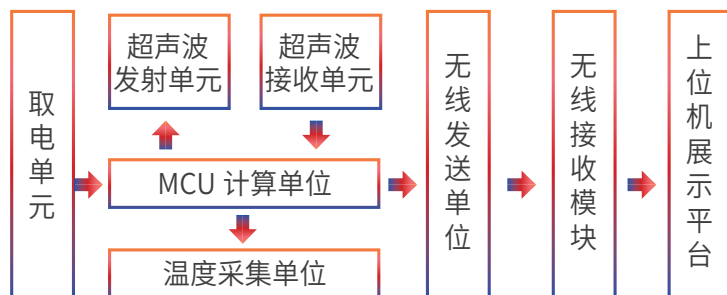 取电单元
超声波
发射单元
超声波
接收单元
MCU 计算单位
温度采集单位
无线发送单位
无线接收模块
上位机展示平台